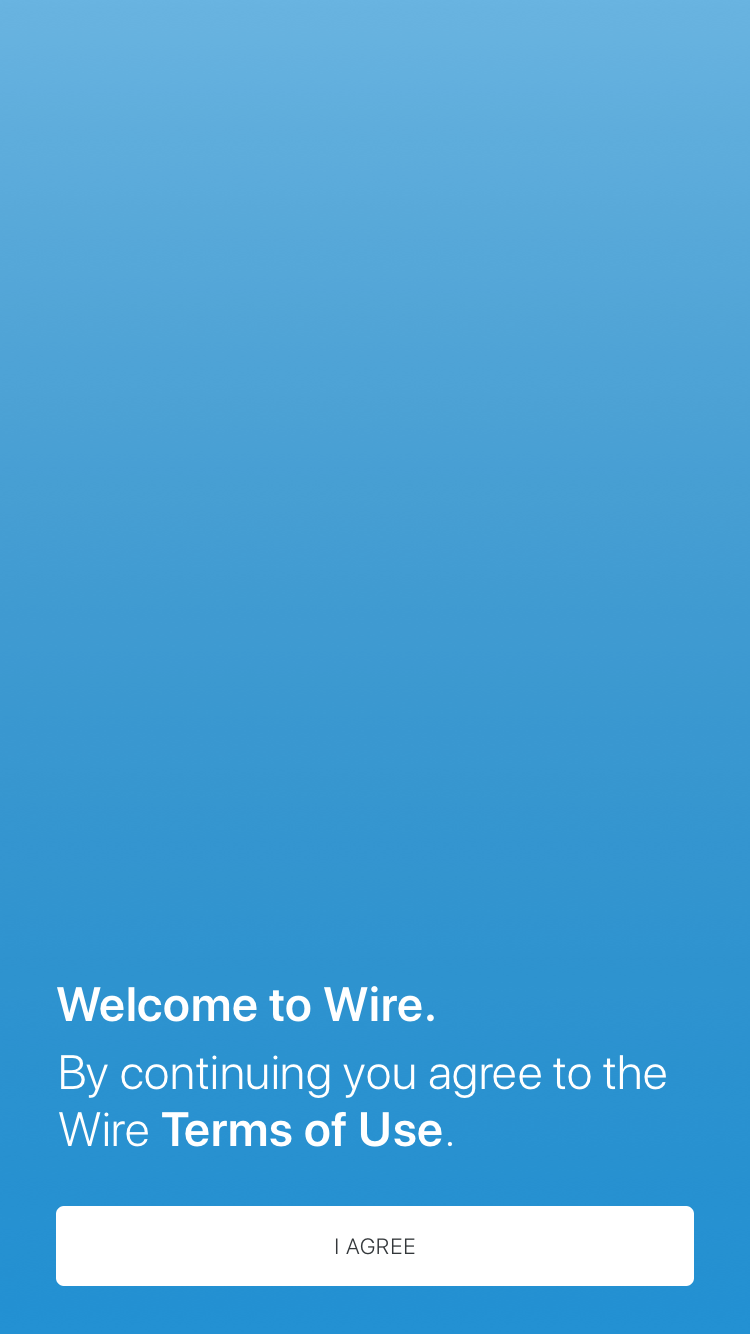 Welcome to Wire.
By continuing you agree to the
Wire Terms of Use.
I AGREE